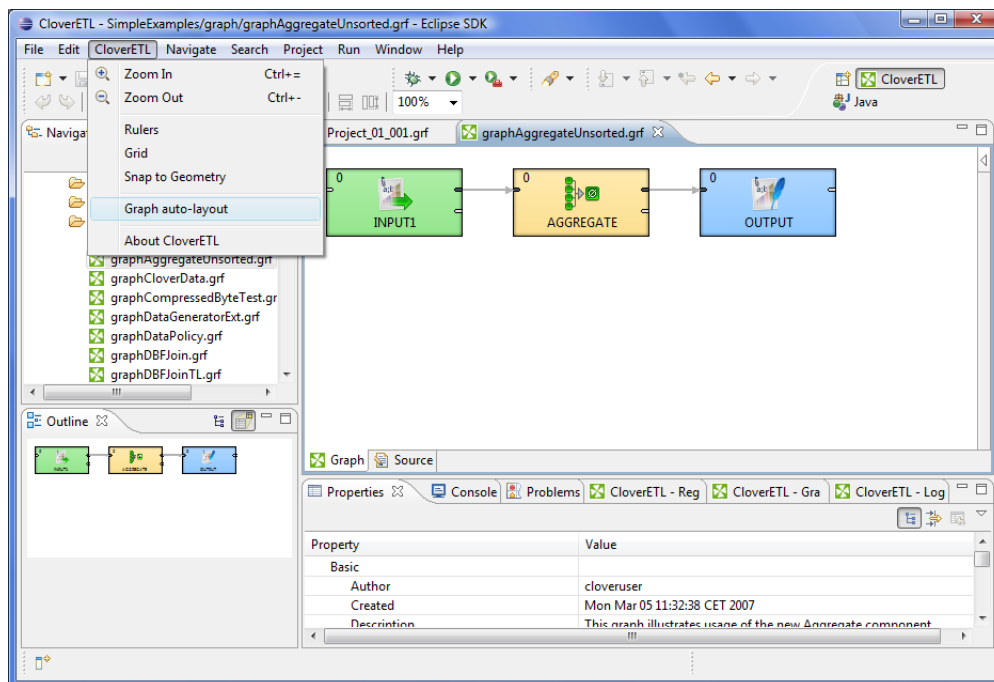 CloverETL - SimpleExamples/graph/graphAggregateUnsorted.grf - Eclipse SDK
File Edit CloverETL Navigate Search Project Run Window Help
Zoom In Ctrl+=
Zoom Out Ctrl+-
Rulers
Grid
Snap to Geometry
Graph auto-layout
About CloverETL
100%
CloverETL
Java
Naviga
Project_01_001.grf
graphAggregateUnsorted.grf
graphAggregateUnsorted.grf
graphCloverData.grf
graphCompressedByteTest.gr
graphDataGeneratorExt.grf
graphDataPolicy.grf
graphDBFJoin.grf
graphDBFJoinTL.grf
0
INPUT1
0
AGGREGATE
0
OUTPUT
Outline
INPUT1
AGGREGATE
OUTPUT
Graph Source
Properties Console Problems CloverETL - Reg CloverETL - Gra CloverETL - Log
Property Value
Basic
Author cloveruser
Created Mon Mar 05 11:32:38 CET 2007
Description This graph illustrates usage of the new Aggregate component